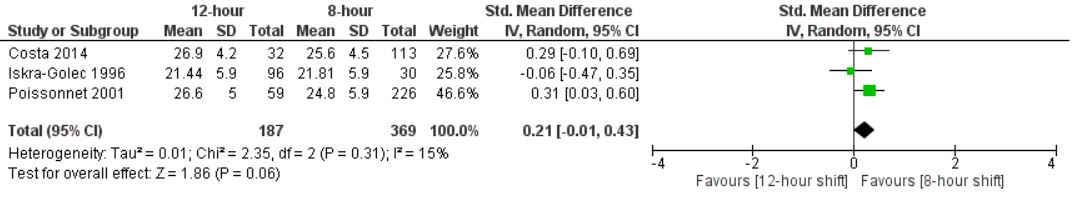 12-hour 8-hour Std. Mean Difference Std. Mean Difference
Study or Subgroup Mean SD Total Mean SD Total Weight IV, Random, 95% CI IV, Random, 95% CI
Costa 2014 26.9 4.2 32 25.6 4.5 113 27.6% 0.29 [-0.10, 0.69]
Iskra-Golec 1996 21.44 5.9 96 21.81 5.9 30 25.8% -0.06 [-0.47, 0.35]
Poissonnet 2001 26.6 5 59 24.8 5.9 226 46.6% 0.31 [0.03, 0.60]
Total (95% CI) 187 369 100.0% 0.21 [-0.01, 0.43]
Heterogeneity: Tau² = 0.01; Chi² = 2.35, df = 2 (P = 0.31); I² = 15%
Test for overall effect: Z = 1.86 (P = 0.06)
-4 -2 0 2 4
Favours [12-hour shift] Favours [8-hour shift]